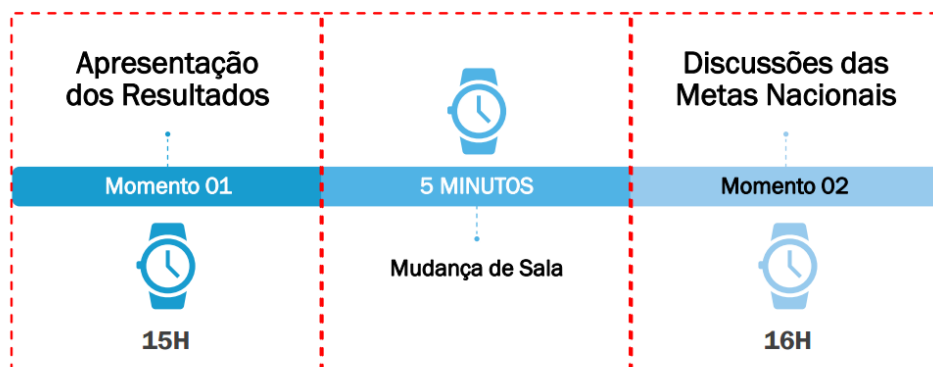 Apresentação
dos Resultados
Momento 01
15H
5 MINUTOS
Mudança de Sala
Discussões das
Metas Nacionais
Momento 02
16H